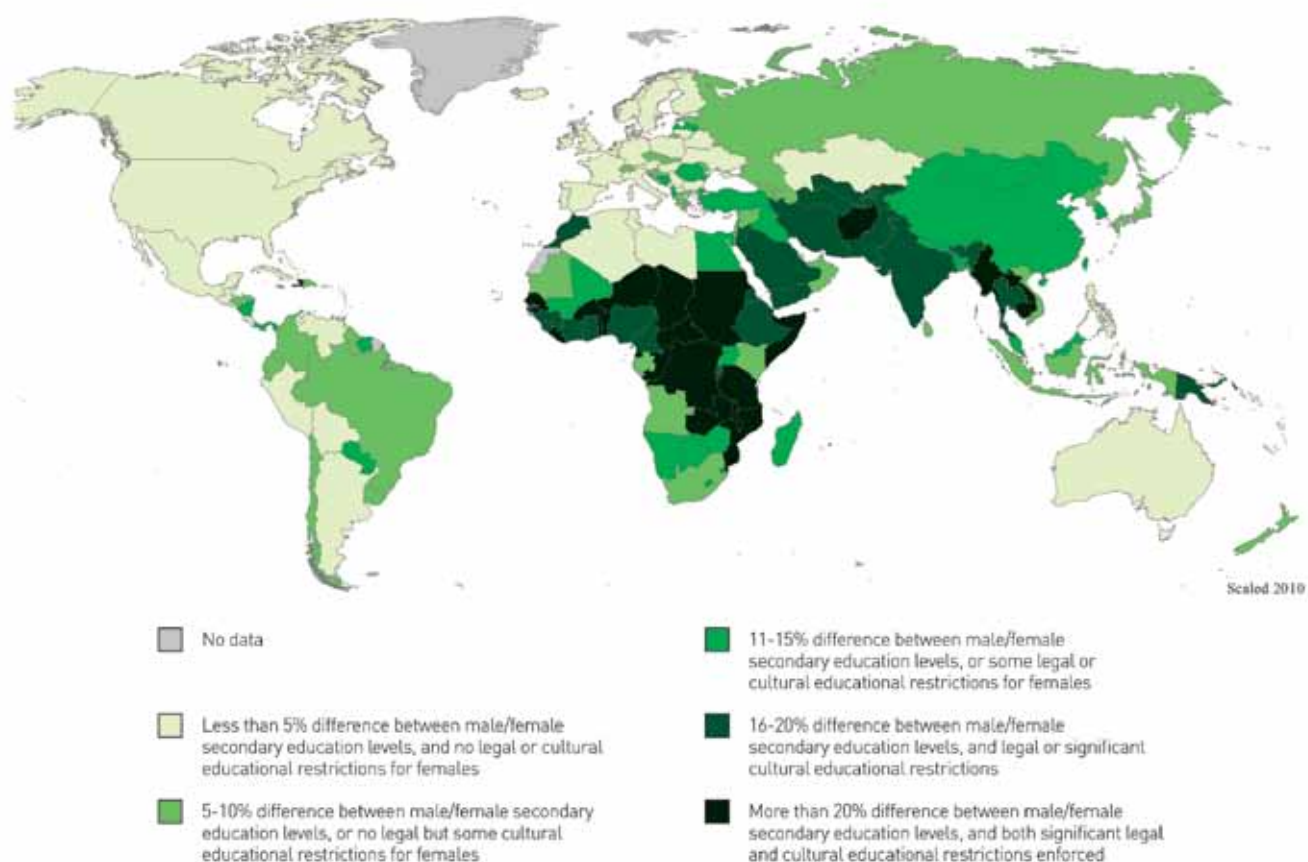 Scaled 2010
No data
Less than 5% difference between male/female
secondary education levels, and no legal or cultural
educational restrictions for females
5-10% difference between male/female secondary
education levels, or no legal but some cultural
educational restrictions for females
11-15% difference between male/female
secondary education levels, or some legal or
cultural educational restrictions for females
16-20% difference between male/female
secondary education levels, and legal or significant
cultural educational restrictions
More than 20% difference between male/female
secondary education levels, and both significant legal
and cultural educational restrictions enforced